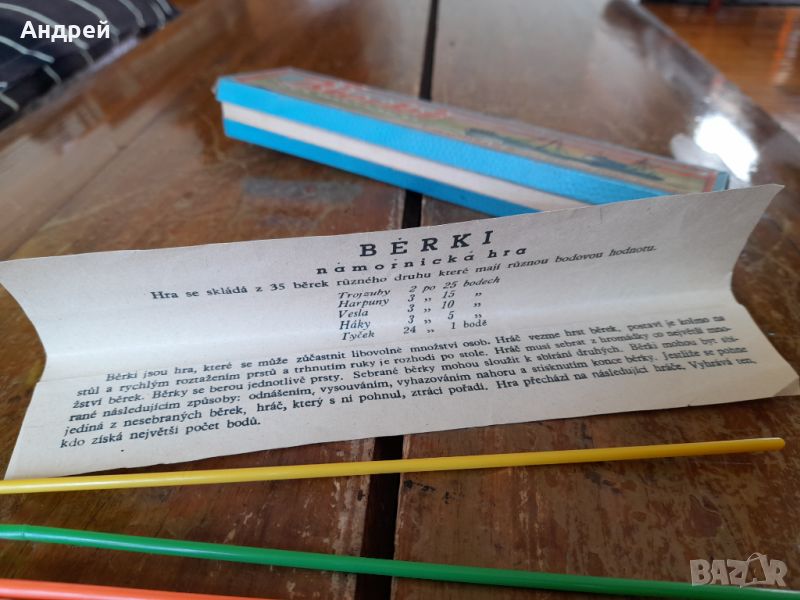 Андрей
BĚRKI
námořnická hra
Hra se skládá z 35 běrek různého druhu které mají různou bodovou hodnotu.
Trojzuby 2 po 25 bodech
Harpuny 3 „ 15 „
Vesla 3 „ 10 „
Háky 3 „ 5 „
Tyček 24 „ 1 bodě
Běrki jsou hra, které se může zúčastnit libovolné množství osob. Hráč vezme hrst běrek, postaví je kolmo na
stůl a rychlým roztažením prstů a trhnutím ruky je rozhodí po stole. Hráč musí sebrat z hromádky co největší mno-
žství běrek. Běrky se berou jednotlivě prsty. Sebrané běrky mohou sloužit k sbírání druhých. Běrki mohou být sbí-
rané následujícím způsoby: odnášením, vysouváním, vyhazováním nahoru a stisknutím konce běrky. Jestliže se pohne
jediná z nesebraných běrek, hráč, který s ní pohnul, ztrácí pořadí. Hra přechází na následující hráče. Vyhrává ten,
kdo získá největší počet bodů.
BAZAR